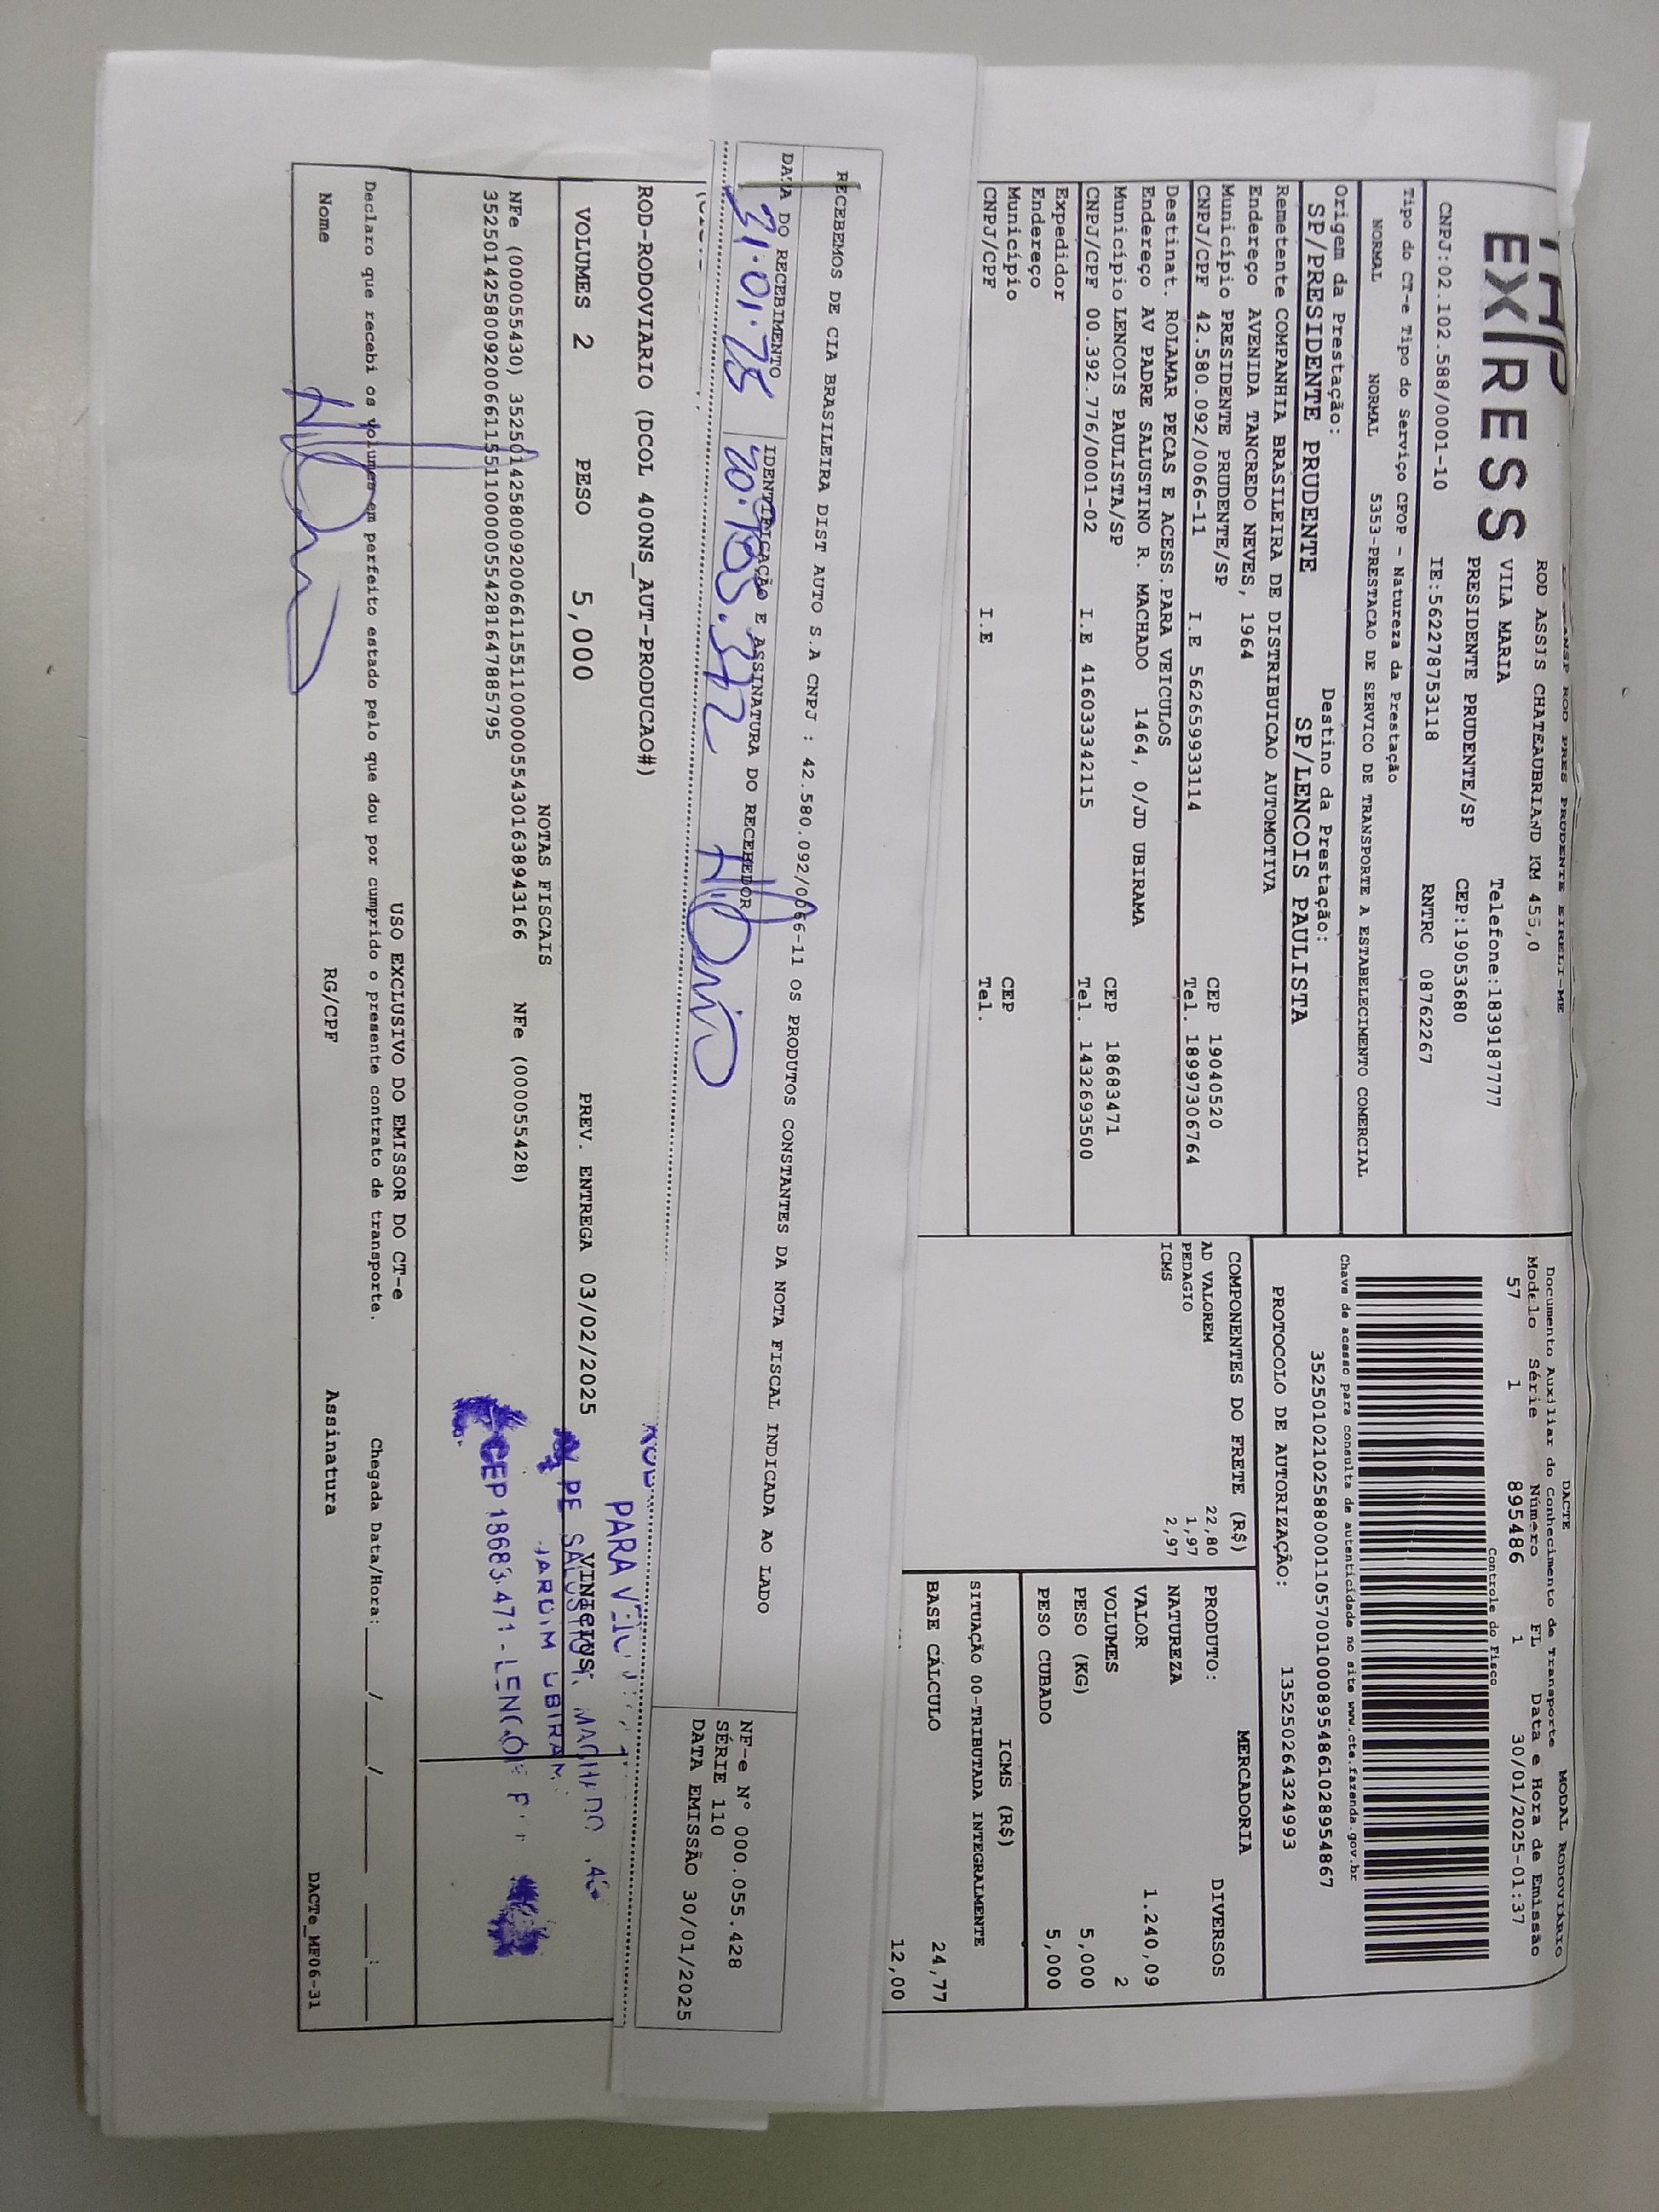 EXPRESS
ROD ASSIS CHATEAUBRIAND KM 455,0
VILA MARIA Telefone:1839187777
PRESIDENTE PRUDENTE/SP CEP:19053680
CNPJ:02.102.588/0001-10 IE:562278753118 RNTRC 08762267
Tipo do CT-e Tipo do Serviço CFOP - Natureza da Prestação
NORMAL NORMAL 5353-PRESTACAO DE SERVICO DE TRANSPORTE A ESTABELECIMENTO COMERCIAL
Origem da Prestação: Destino da Prestação:
SP/PRESIDENTE PRUDENTE SP/LENCOIS PAULISTA
Remetente COMPANHIA BRASILEIRA DE DISTRIBUICAO AUTOMOTIVA
Endereço AVENIDA TANCREDO NEVES, 1964
Município PRESIDENTE PRUDENTE/SP CEP 19040520
CNPJ/CPF 42.580.092/0066-11 I.E 562659933114 Tel. 18997306764
Destinat. ROLAMAR PECAS E ACESS.PARA VEICULOS
Endereço AV PADRE SALUSTINO R. MACHADO 1464, 0/JD UBIRAMA
Município LENCOIS PAULISTA/SP CEP 18683471
CNPJ/CPF 00.392.776/0001-02 I.E 416033342115 Tel. 1432693500
Expedidor
Endereço
Município CEP
CNPJ/CPF I.E Tel.
DACTE MODAL RODOVIÁRIO
Documento Auxiliar do Conhecimento de Transporte
Modelo Série Número FL Data e Hora de Emissão
57 1 895486 1 30/01/2025-01:37
Controle do Fisco
Chave de acesso para consulta de autenticidade no site www.cte.fazenda.gov.br
35250102102588000110570010008954861028954867
PROTOCOLO DE AUTORIZAÇÃO: 135250264324993
COMPONENTES DO FRETE (R$)
AD VALOREM 22,80
PEDAGIO 1,97
ICMS 2,97
MERCADORIA
PRODUTO: DIVERSOS
NATUREZA
VALOR 1.240,09
VOLUMES 2
PESO (KG) 5,000
PESO CUBADO 5,000
ICMS (R$)
SITUAÇÃO 00-TRIBUTADA INTEGRALMENTE
BASE CÁLCULO 24,77
12,00
RECEBEMOS DE CIA BRASILEIRA DIST AUTO S.A CNPJ : 42.580.092/0066-11 OS PRODUTOS CONSTANTES DA NOTA FISCAL INDICADA AO LADO
DATA DO RECEBIMENTO IDENTIFICAÇÃO E ASSINATURA DO RECEBEDOR
31.01.25
NF-e Nº 000.055.428
SÉRIE 110
DATA EMISSÃO 30/01/2025
ROD-RODOVIARIO (DCOL 400NS_AUT-PRODUCAO#)
VOLUMES 2 PESO 5,000 PREV. ENTREGA 03/02/2025 VINICIUS
PARA
PE SALUSTINO MACHADO
JARDIM UBIRAMA
CEP 18683-471 - LENÇÓIS
NOTAS FISCAIS
NFe (000055430) 35250142580092006611551100000554301638943166 NFe (000055428)
35250142580092006611551100000554281647885795
USO EXCLUSIVO DO EMISSOR DO CT-e
Declaro que recebi os volumes em perfeito estado pelo que dou por cumprido o presente contrato de transporte. Chegada Data/Hora:____/____/______ ____:____
Nome RG/CPF Assinatura
DACTe_MF06-31